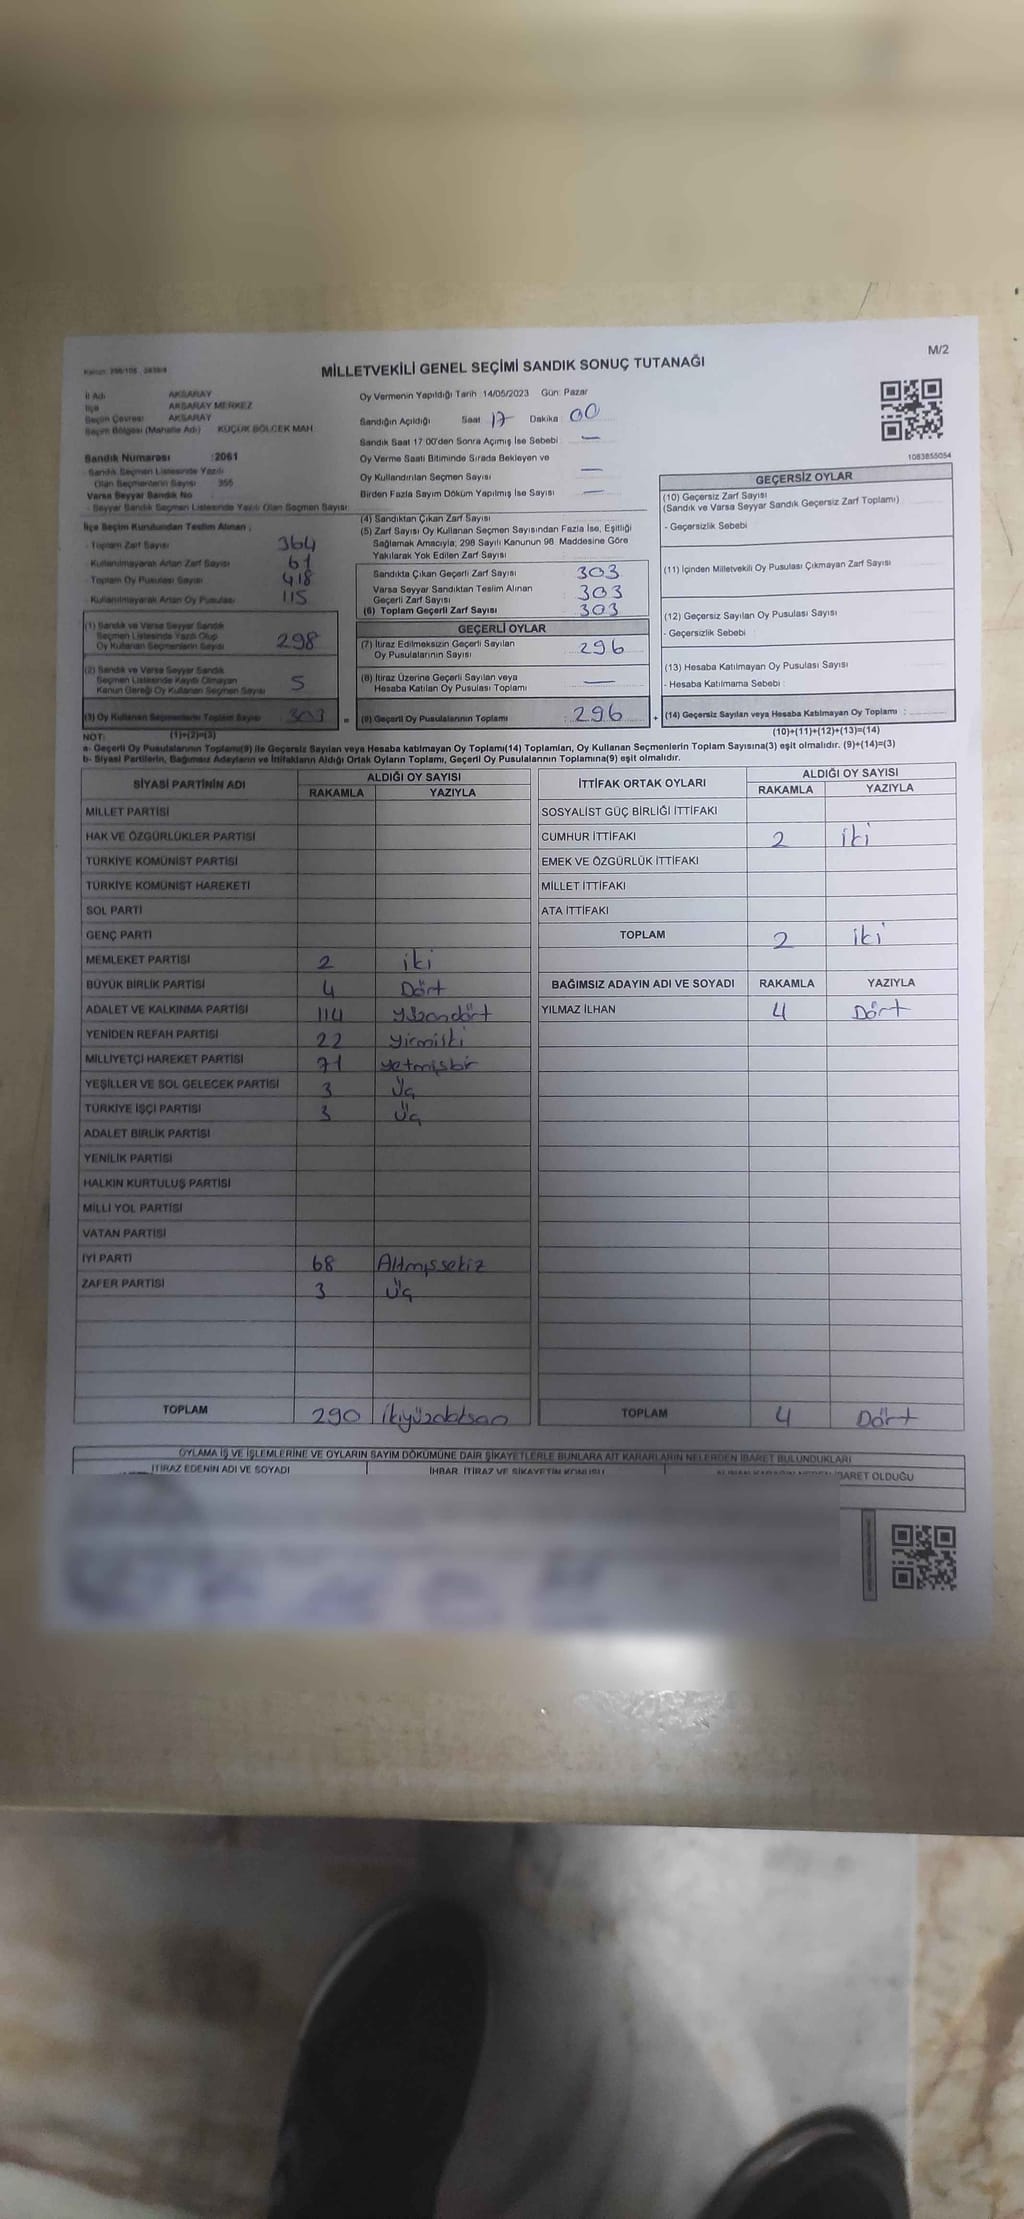 M/2
MİLLETVEKİLİ GENEL SEÇİMİ SANDIK SONUÇ TUTANAĞI
İl Adı AKSARAY
İlçe AKSARAY MERKEZ
Seçim Çevresi AKSARAY
Seçim Bölgesi (Mahalle Adı) KÜÇÜK BÖLCEK MAH.
Sandık Numarası :2061
Sandık Seçmen Listesinde Yazılı
Olan Seçmenlerin Sayısı 355
Varsa Seyyar Sandık No
- Seyyar Sandık Seçmen Listesinde Yazılı Olan Seçmen Sayısı
İlçe Seçim Kurulundan Teslim Alınan ;
- Toplam Zarf Sayısı 364
- Kullanılmayarak Artan Zarf Sayısı 61
- Toplam Oy Pusulası Sayısı 418
- Kullanılmayarak Artan Oy Pusulası 115
(1) Sandık ve Varsa Seyyar Sandık
Seçmen Listesinde Yazılı Olup
Oy Kullanan Seçmenlerin Sayısı 298
(2) Sandık ve Varsa Seyyar Sandık
Seçmen Listesinde Kayıtlı Olmayan
Kanun Gereği Oy Kullanan Seçmen Sayısı 5
(3) Oy Kullanan Seçmenlerin Toplam Sayısı 303 =
Oy Vermenin Yapıldığı Tarih :14/05/2023 Gün: Pazar
Sandığın Açıldığı Saat 17 Dakika : 00
Sandık Saat 17:00'den Sonra Açımış İse Sebebi : —
Oy Verme Saati Bitiminde Sırada Bekleyen ve
Oy Kullandırılan Seçmen Sayısı —
Birden Fazla Sayım Döküm Yapılmış İse Sayısı —
(4) Sandıktan Çıkan Zarf Sayısı
(5) Zarf Sayısı Oy Kullanan Seçmen Sayısından Fazla İse, Eşitliği
Sağlamak Amacıyla; 298 Sayılı Kanunun 98. Maddesine Göre
Yakılarak Yok Edilen Zarf Sayısı
Sandıkta Çıkan Geçerli Zarf Sayısı 303
Varsa Seyyar Sandıktan Teslim Alınan
Geçerli Zarf Sayısı 303
(6) Toplam Geçerli Zarf Sayısı 303
GEÇERLİ OYLAR
(7) İtiraz Edilmeksizin Geçerli Sayılan
Oy Pusulalarının Sayısı 296
(8) İtiraz Üzerine Geçerli Sayılan veya
Hesaba Katılan Oy Pusulası Toplamı —
(9) Geçerli Oy Pusulalarının Toplamı 296 +
1083855054
GEÇERSİZ OYLAR
(10) Geçersiz Zarf Sayısı
(Sandık ve Varsa Seyyar Sandık Geçersiz Zarf Toplamı)
- Geçersizlik Sebebi
(11) İçinden Milletvekili Oy Pusulası Çıkmayan Zarf Sayısı
(12) Geçersiz Sayılan Oy Pusulası Sayısı
- Geçersizlik Sebebi :
(13) Hesaba Katılmayan Oy Pusulası Sayısı
- Hesaba Katılmama Sebebi :
(14) Geçersiz Sayılan veya Hesaba Katılmayan Oy Toplamı :
NOT: (1)+(2)=(3)
(10)+(11)+(12)+(13)=(14)
a- Geçerli Oy Pusulalarının Toplamı(9) ile Geçersiz Sayılan veya Hesaba katılmayan Oy Toplamı(14) Toplamları, Oy Kullanan Seçmenlerin Toplam Sayısına(3) eşit olmalıdır. (9)+(14)=(3)
b- Siyasi Partilerin, Bağımsız Adayların ve İttifakların Aldığı Ortak Oyların Toplamı, Geçerli Oy Pusulalarının Toplamına(9) eşit olmalıdır.
SİYASİ PARTİNİN ADI ALDIĞI OY SAYISI
RAKAMLA YAZIYLA
MİLLET PARTİSİ
HAK VE ÖZGÜRLÜKLER PARTİSİ
TÜRKİYE KOMÜNİST PARTİSİ
TÜRKİYE KOMÜNİST HAREKETİ
SOL PARTİ
GENÇ PARTİ
MEMLEKET PARTİSİ 2 iki
BÜYÜK BİRLİK PARTİSİ 4 Dört
ADALET VE KALKINMA PARTİSİ 114
YENİDEN REFAH PARTİSİ 22 yirmiiki
MİLLİYETÇİ HAREKET PARTİSİ 71 yetmişbir
YEŞİLLER VE SOL GELECEK PARTİSİ 3 Üç
TÜRKİYE İŞÇİ PARTİSİ 3 Üç
ADALET BİRLİK PARTİSİ
YENİLİK PARTİSİ
HALKIN KURTULUŞ PARTİSİ
MİLLİ YOL PARTİSİ
VATAN PARTİSİ
İYİ PARTİ 68 Altmışsekiz
ZAFER PARTİSİ 3 Üç
TOPLAM 290 ikiyüzdoksan
İTTİFAK ORTAK OYLARI ALDIĞI OY SAYISI
RAKAMLA YAZIYLA
SOSYALİST GÜÇ BİRLİĞİ İTTİFAKI
CUMHUR İTTİFAKI 2 iki
EMEK VE ÖZGÜRLÜK İTTİFAKI
MİLLET İTTİFAKI
ATA İTTİFAKI
TOPLAM 2 iki
BAĞIMSIZ ADAYIN ADI VE SOYADI RAKAMLA YAZIYLA
YILMAZ İLHAN 4 Dört
TOPLAM 4 Dört
OYLAMA İŞ VE İŞLEMLERİNE VE OYLARIN SAYIM DÖKÜMÜNE DAİR ŞİKAYETLERLE BUNLARA AİT KARARLARIN NELERDEN İBARET BULUNDUKLARI
İTİRAZ EDENİN ADI VE SOYADI
İHBAR, İTİRAZ VE ŞİKAYETİN KONUSU
İBARET OLDUĞU